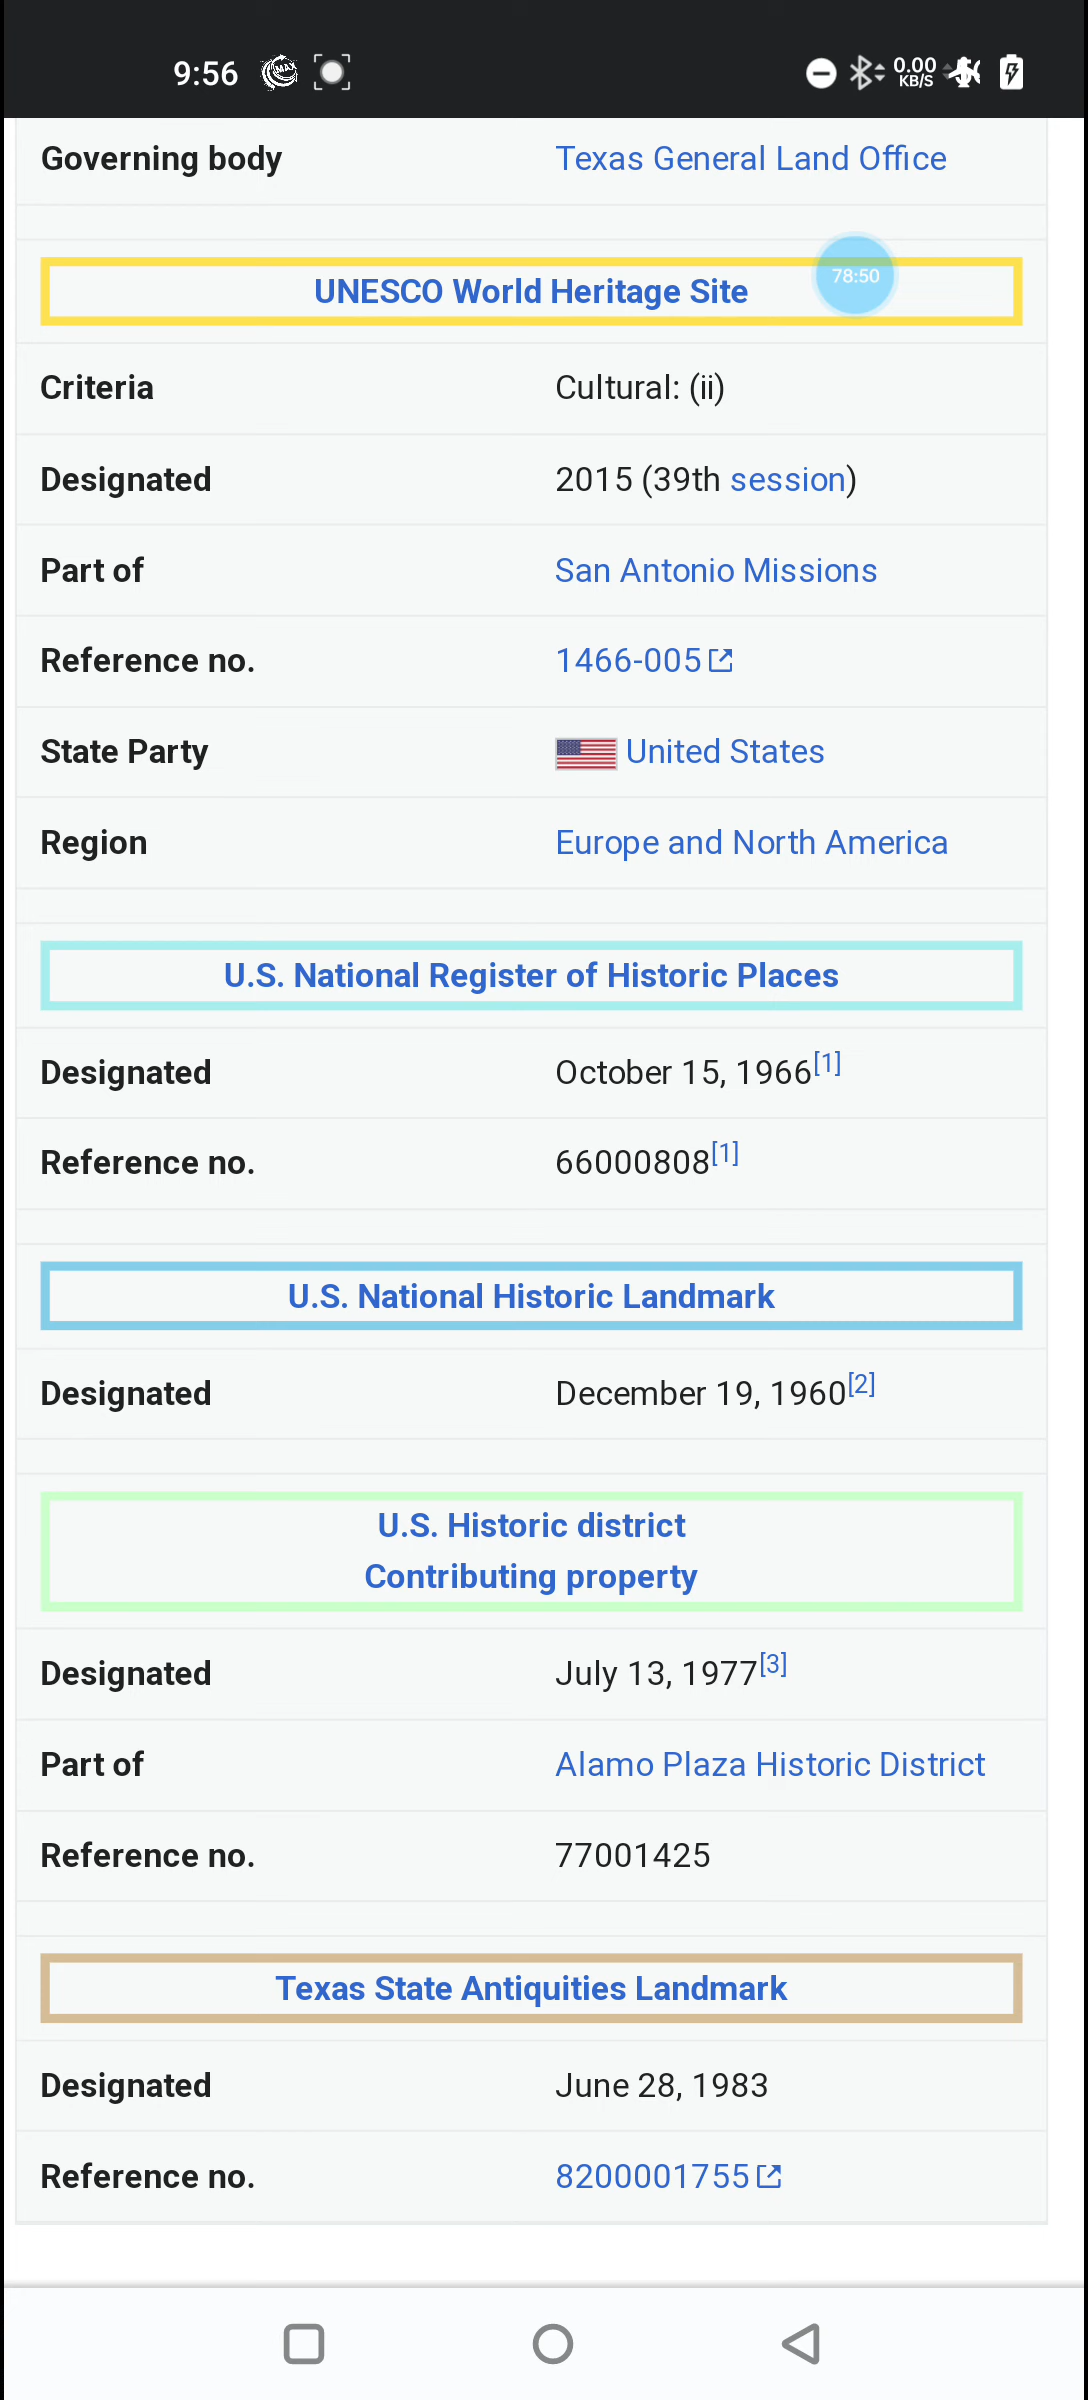 9:56
MAX
0.00
KB/S
Governing body Texas General Land Office
UNESCO World Heritage Site
78:50
Criteria Cultural: (ii)
Designated 2015 (39th session)
Part of San Antonio Missions
Reference no. 1466-005
State Party United States
Region Europe and North America
U.S. National Register of Historic Places
Designated October 15, 1966[1]
Reference no. 66000808[1]
U.S. National Historic Landmark
Designated December 19, 1960[2]
U.S. Historic district
Contributing property
Designated July 13, 1977[3]
Part of Alamo Plaza Historic District
Reference no. 77001425
Texas State Antiquities Landmark
Designated June 28, 1983
Reference no. 8200001755